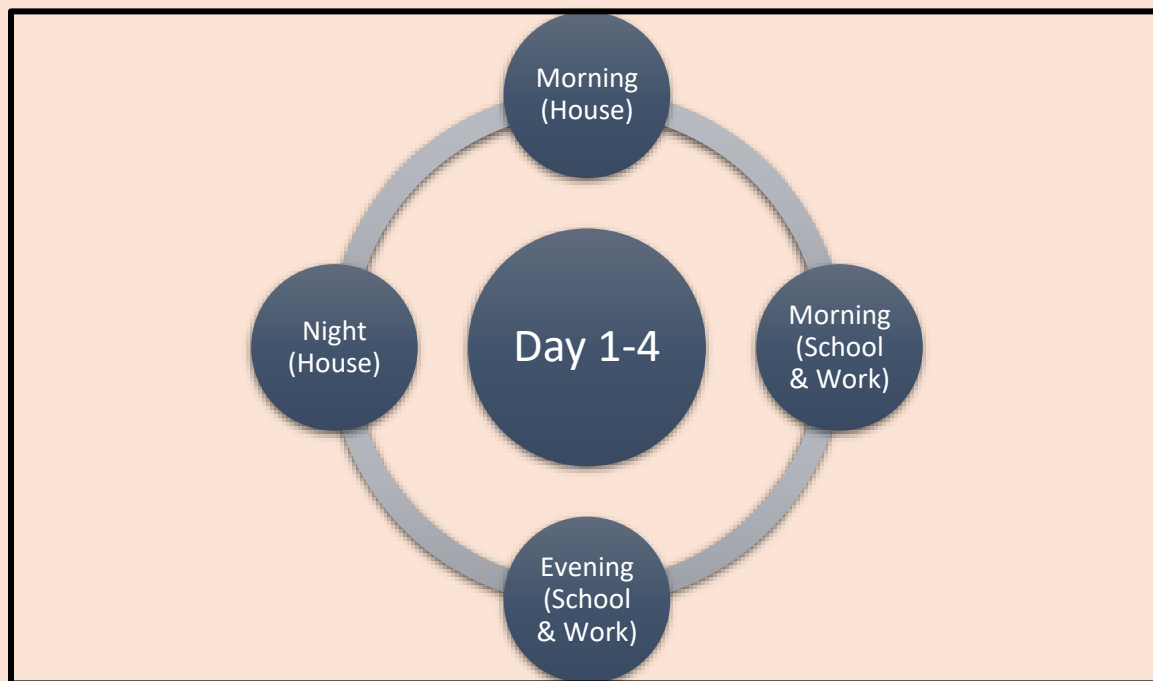 Morning
(House)
Night
(House)
Day 1-4
Morning
(School
& Work)
Evening
(School
& Work)